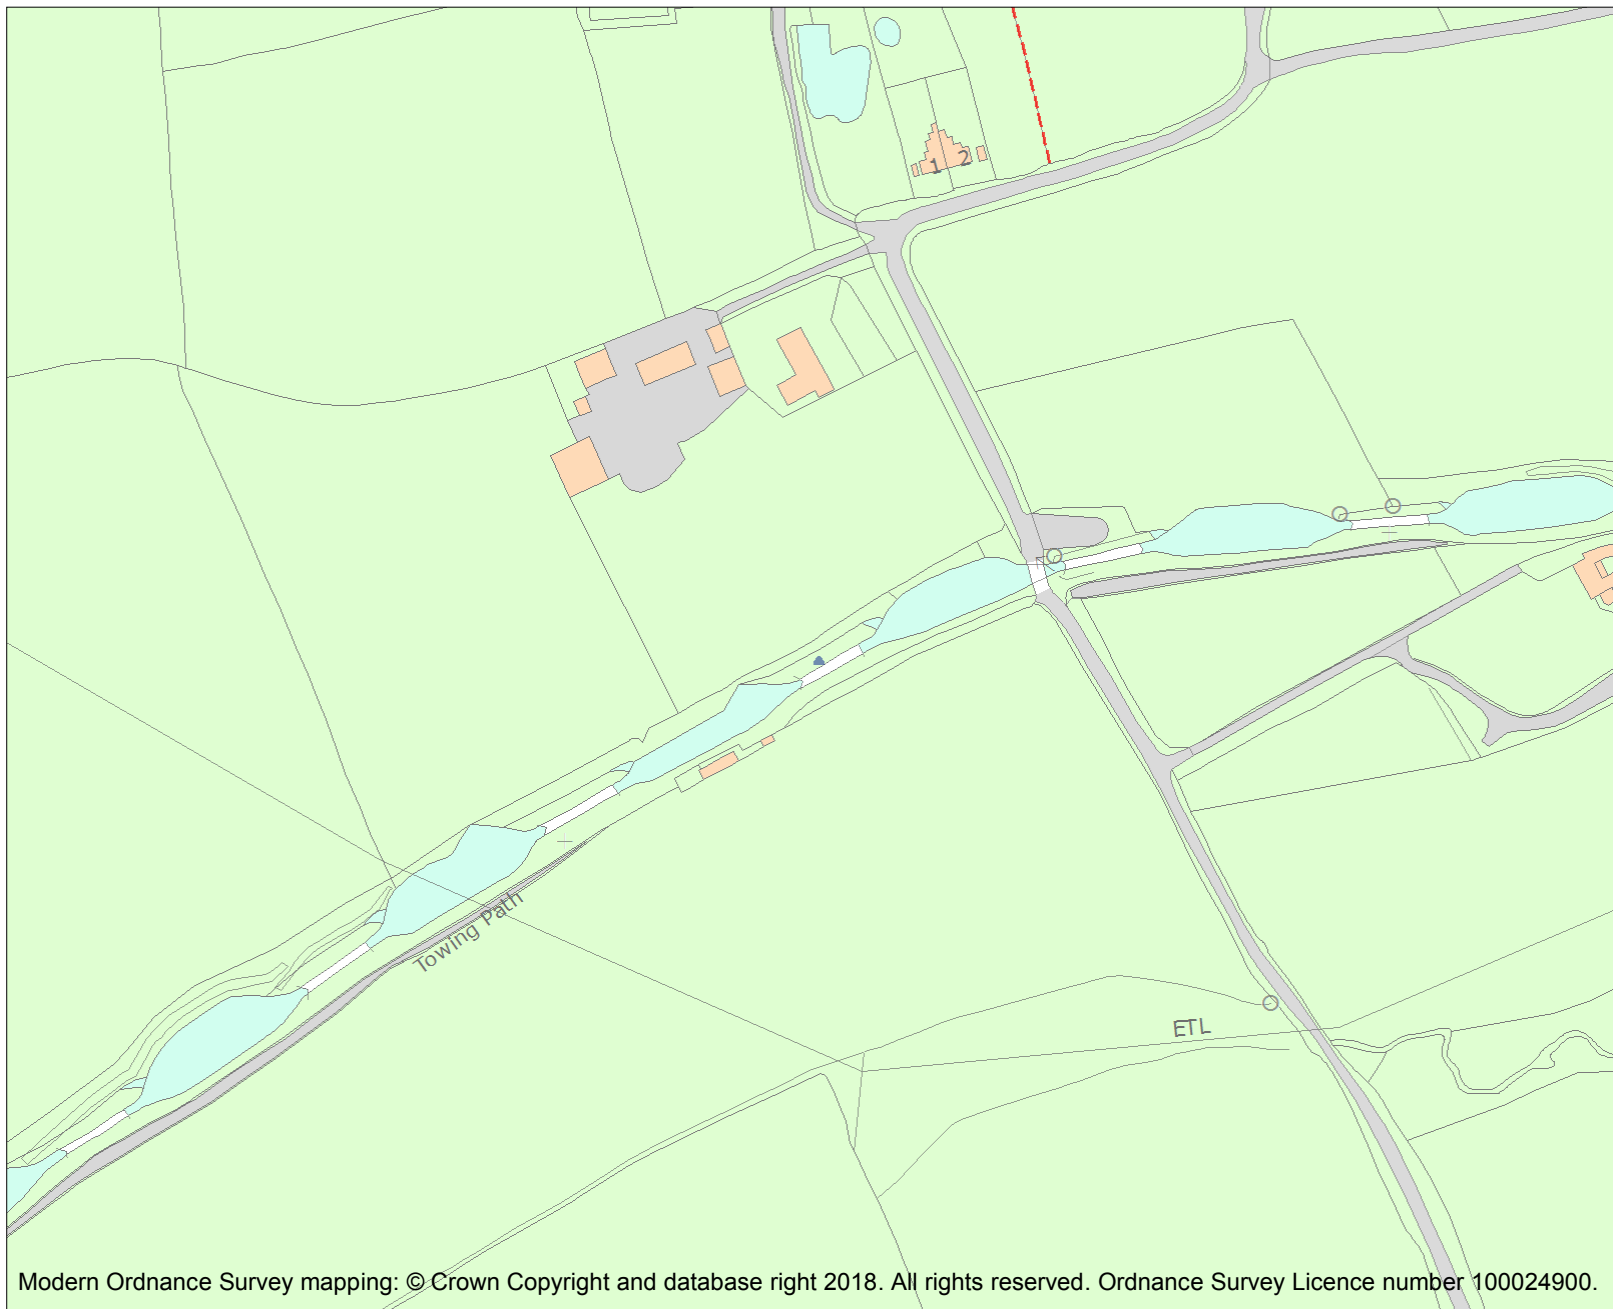 1 2
Towing Path
ETL
Modern Ordnance Survey mapping: © Crown Copyright and database right 2018. All rights reserved. Ordnance Survey Licence number 100024900.